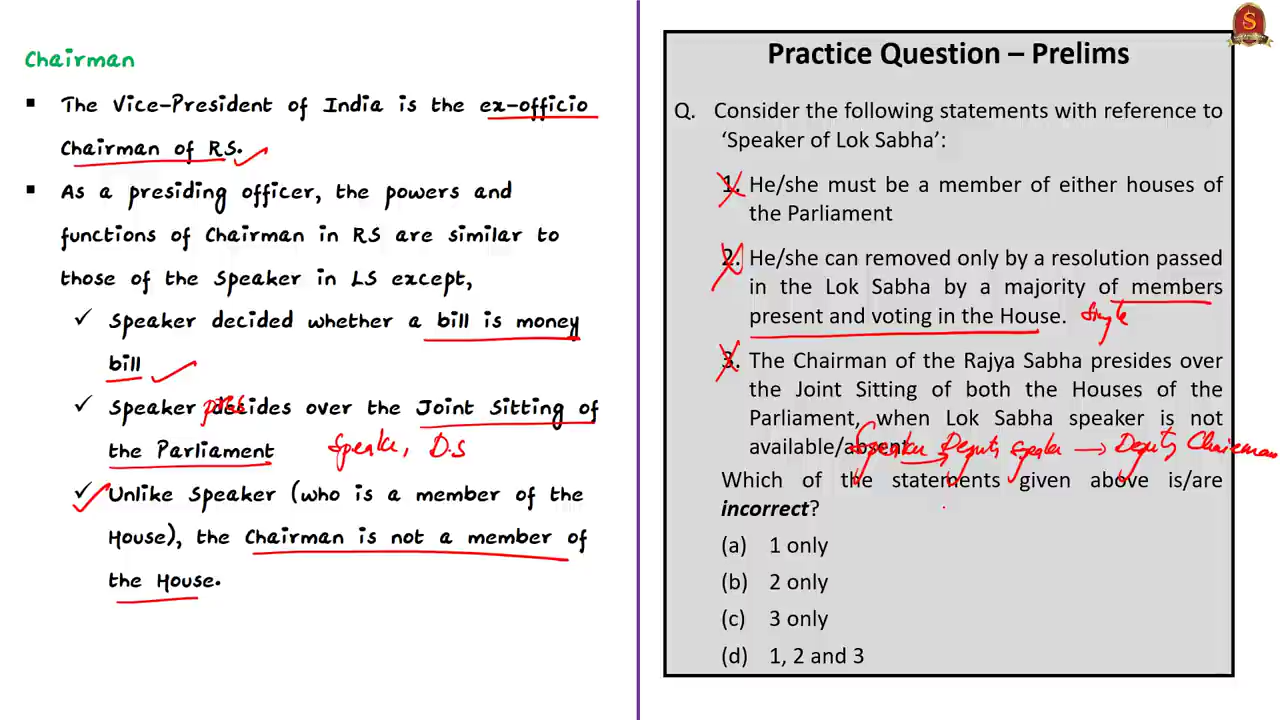 Chairman
▪ The Vice-President of India is the ex-officio
Chairman of RS.
▪ As a presiding officer, the powers and
functions of Chairman in RS are similar to
those of the Speaker in LS except,
✓ Speaker decided whether a bill is money
bill
✓ Speaker decides over the Joint Sitting of
pres
the Parliament
Speaker, D.S
✓ Unlike Speaker (who is a member of the
House), the Chairman is not a member of
the House.
S
Practice Question – Prelims
Q. Consider the following statements with reference to
‘Speaker of Lok Sabha’:
1. He/she must be a member of either houses of
the Parliament
2. He/she can removed only by a resolution passed
in the Lok Sabha by a majority of members
present and voting in the House.
3. The Chairman of the Rajya Sabha presides over
the Joint Sitting of both the Houses of the
Parliament, when Lok Sabha speaker is not
available/absent
Speaker → Deputy Speaker → Deputy Chairman
Which of the statements given above is/are
incorrect?
(a) 1 only
(b) 2 only
(c) 3 only
(d) 1, 2 and 3